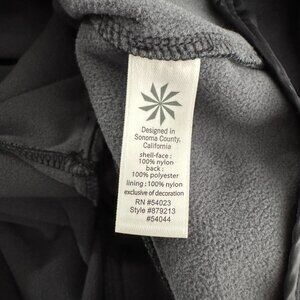 Designed in
Sonoma County,
California
shell-face :
100% nylon
back :
100% polyester
lining : 100% nylon
exclusive of decoration
RN #54023
Style #879213
#54044